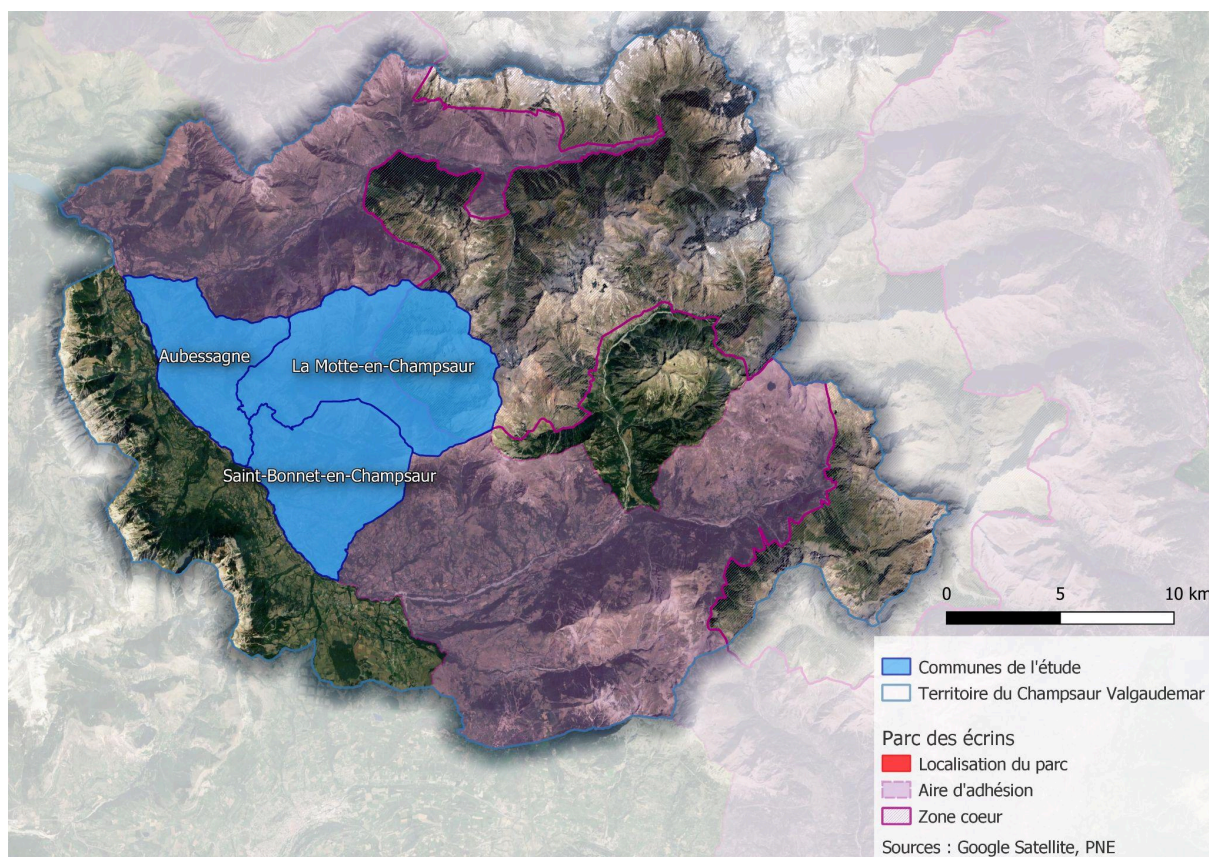 Aubessagne
La Motte-en-Champsaur
Saint-Bonnet-en-Champsaur
0 5 10 km
Communes de l'étude
Territoire du Champsaur Valgaudemar
Parc des écrins
Localisation du parc
Aire d'adhésion
Zone coeur
Sources : Google Satellite, PNE